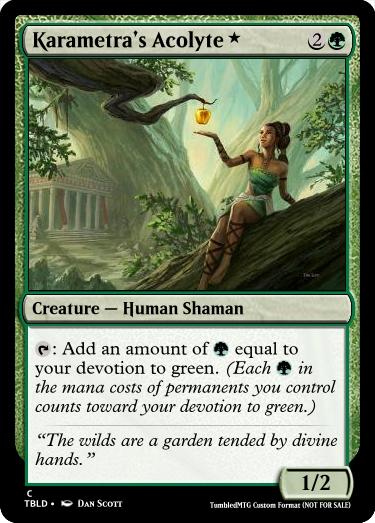 Karametra's Acolyte ★ 2
Creature — Human Shaman
: Add an amount of equal to
your devotion to green. (Each in
the mana costs of permanents you control
counts toward your devotion to green.)
“The wilds are a garden tended by divine
hands.”
1/2
C
TBLD • DAN SCOTT
TumbledMTG Custom Format (NOT FOR SALE)